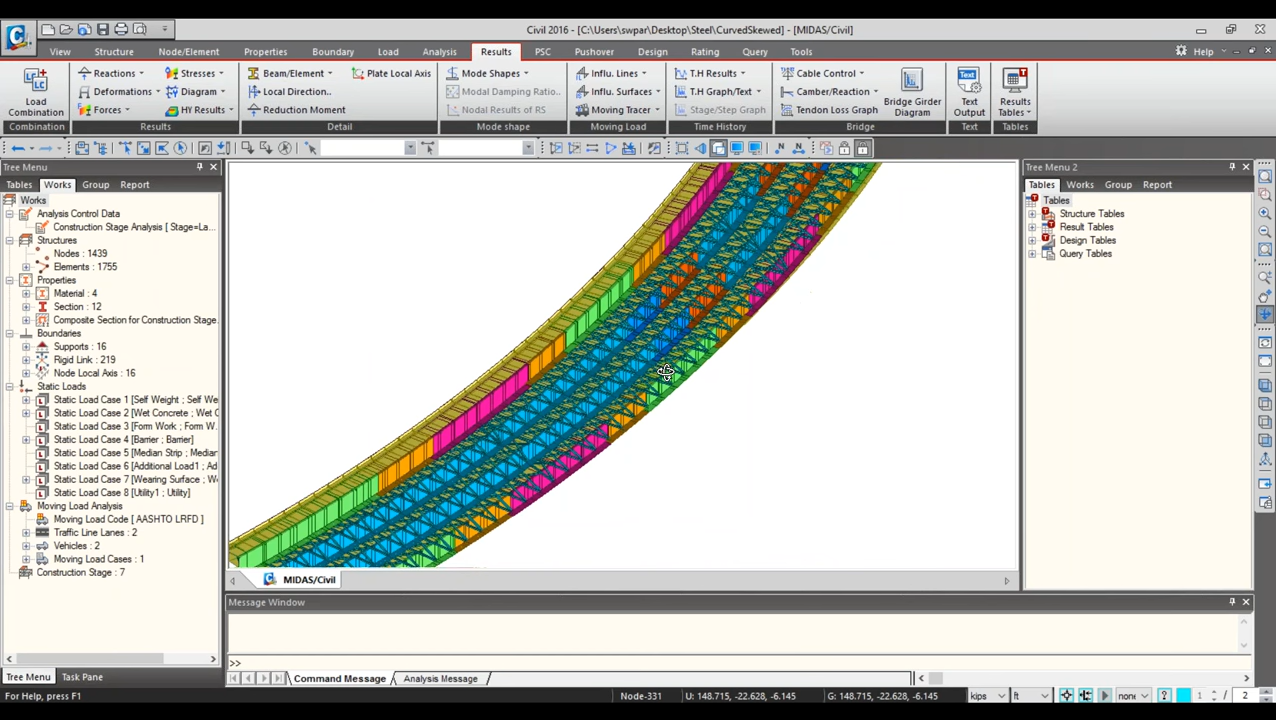 Civil 2016 - [C:\Users\swpar\Desktop\Steel\CurvedSkewed] - [MIDAS/Civil]
View Structure Node/Element Properties Boundary Load Analysis Results PSC Pushover Design Rating Query Tools Help
Load Combination
Reactions
Deformations
Forces
Stresses
Diagram
HY Results
Beam/Element
Local Direction..
Reduction Moment
Plate Local Axis
Mode Shapes
Modal Damping Ratio..
Nodal Results of RS
Influ. Lines
Influ. Surfaces
Moving Tracer
T.H Results
T.H Graph/Text
Stage/Step Graph
Cable Control
Camber/Reaction
Tendon Loss Graph
Bridge Girder Diagram
Text Output
Results Tables
Combination Results Detail Mode shape Moving Load Time History Bridge Text Tables
Tree Menu
Tables Works Group Report
Works
Analysis Control Data
Construction Stage Analysis [ Stage=La...
Structures
Nodes : 1439
Elements : 1755
Properties
Material : 4
Section : 12
Composite Section for Construction Stage
Boundaries
Supports : 16
Rigid Link : 219
Node Local Axis : 16
Static Loads
Static Load Case 1 [Self Weight ; Self W
Static Load Case 2 [Wet Concrete ; Wet C
Static Load Case 3 [Form Work ; Form W..
Static Load Case 4 [Barrier ; Barrier]
Static Load Case 5 [Median Strip ; Median
Static Load Case 6 [Additional Load1 ; Ad
Static Load Case 7 [Wearing Surface ; W
Static Load Case 8 [Utility1 ; Utility]
Moving Load Analysis
Moving Load Code [ AASHTO LRFD ]
Traffic Line Lanes : 2
Vehicles : 2
Moving Load Cases : 1
Construction Stage : 7
Tree Menu Task Pane
MIDAS/Civil
Message Window
>>
Command Message Analysis Message
Tree Menu 2
Tables Works Group Report
Tables
Structure Tables
Result Tables
Design Tables
Query Tables
For Help, press F1 Node-331 U: 148.715, -22.628, -6.145 G: 148.715, -22.628, -6.145 kips ft none 1 / 2